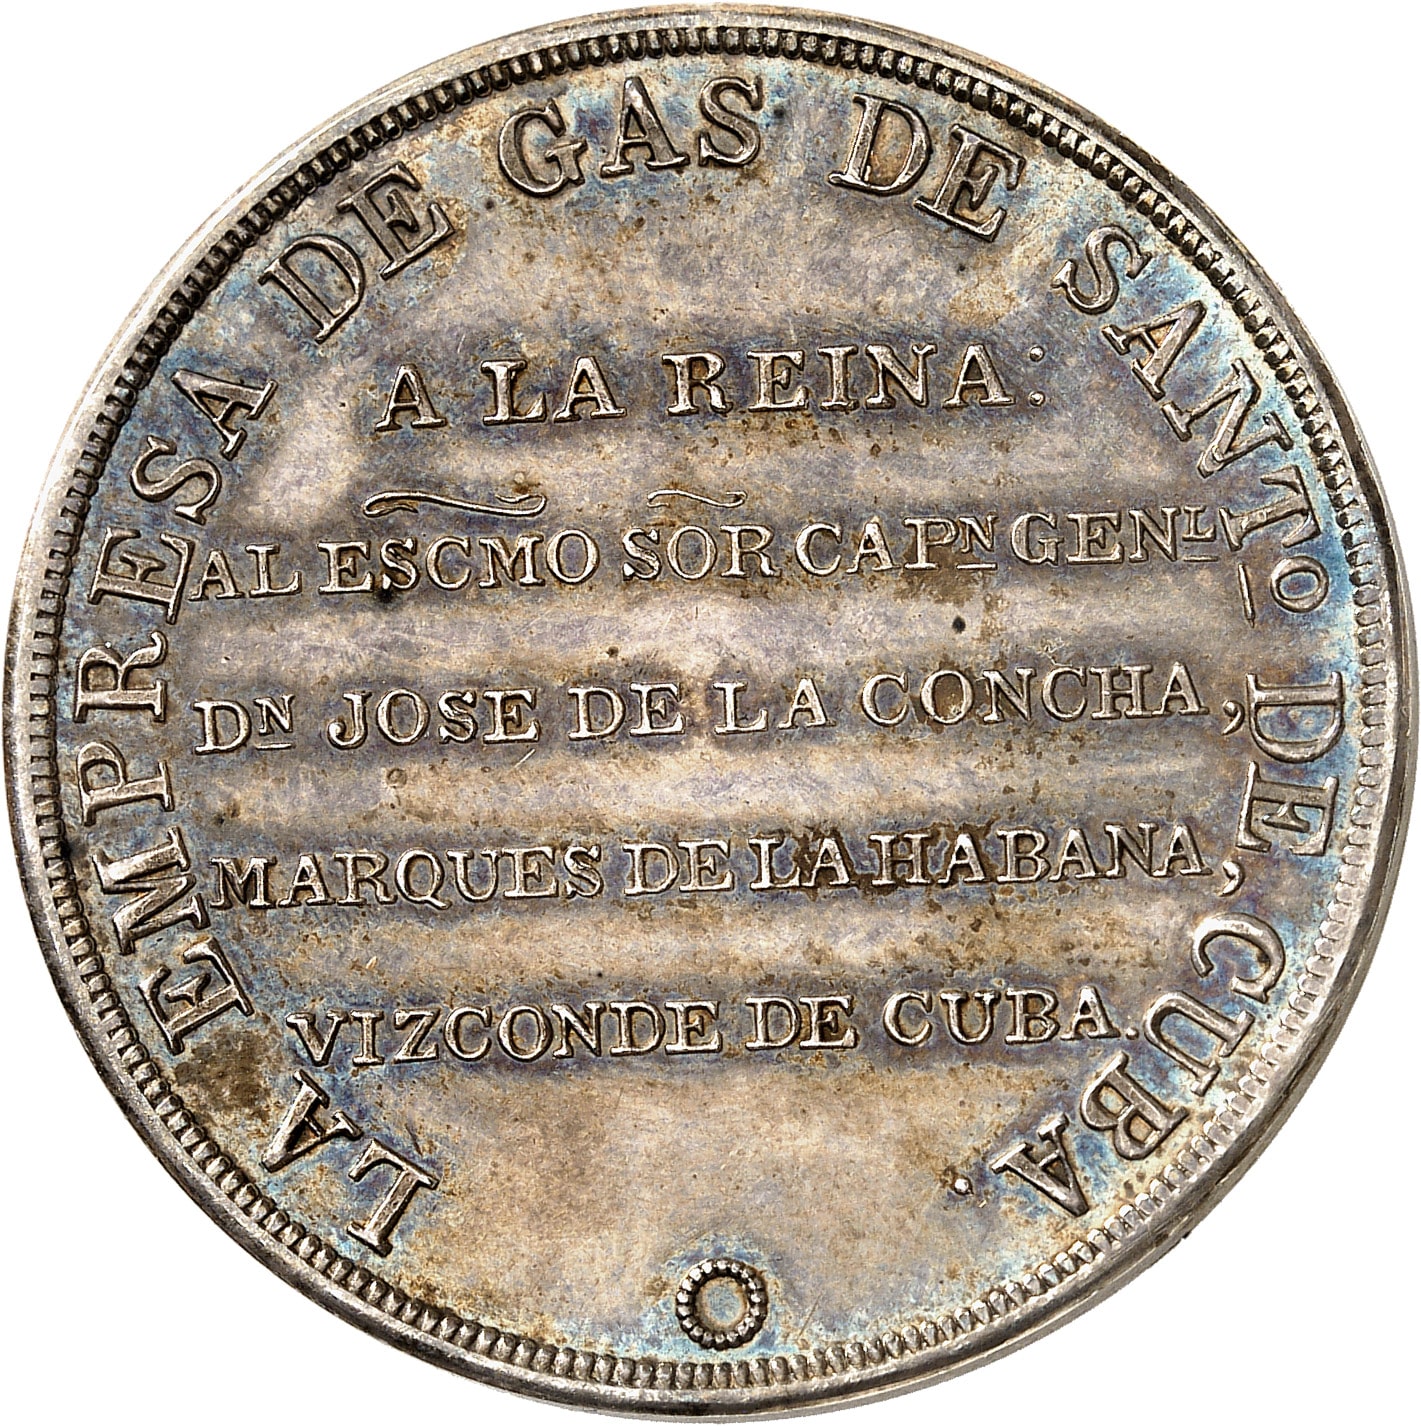 LA EMPRESA DE GAS DE SANTº DE CUBA.
A LA REINA:
AL ESCMO SOR CAPN GENL
DN JOSE DE LA CONCHA,
MARQUES DE LA HABANA,
VIZCONDE DE CUBA.